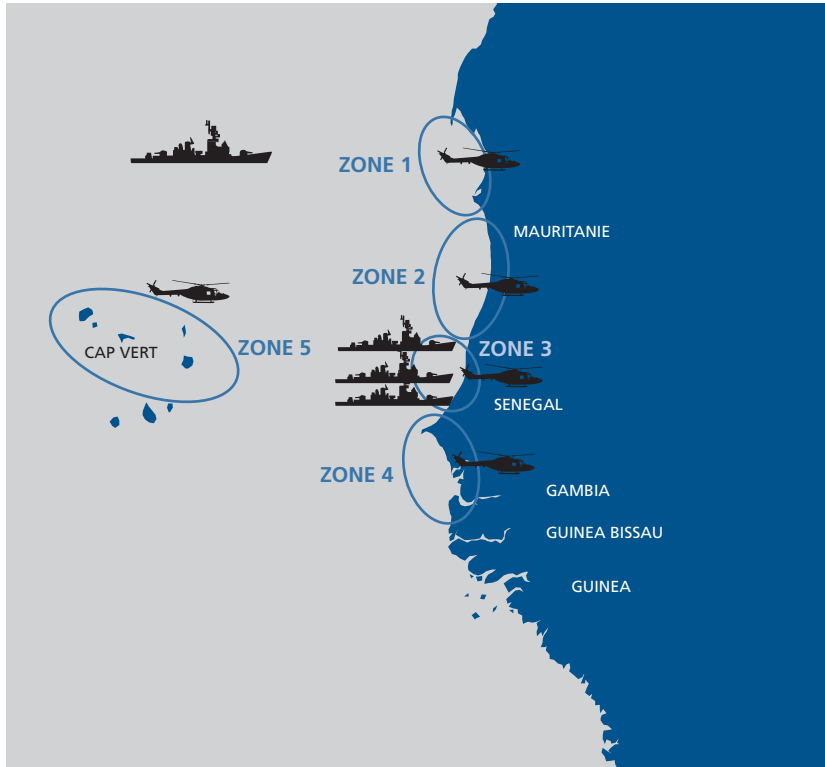 ZONE 1
MAURITANIE
ZONE 2
ZONE 5
CAP VERT
ZONE 3
SENEGAL
ZONE 4
GAMBIA
GUINEA BISSAU
GUINEA